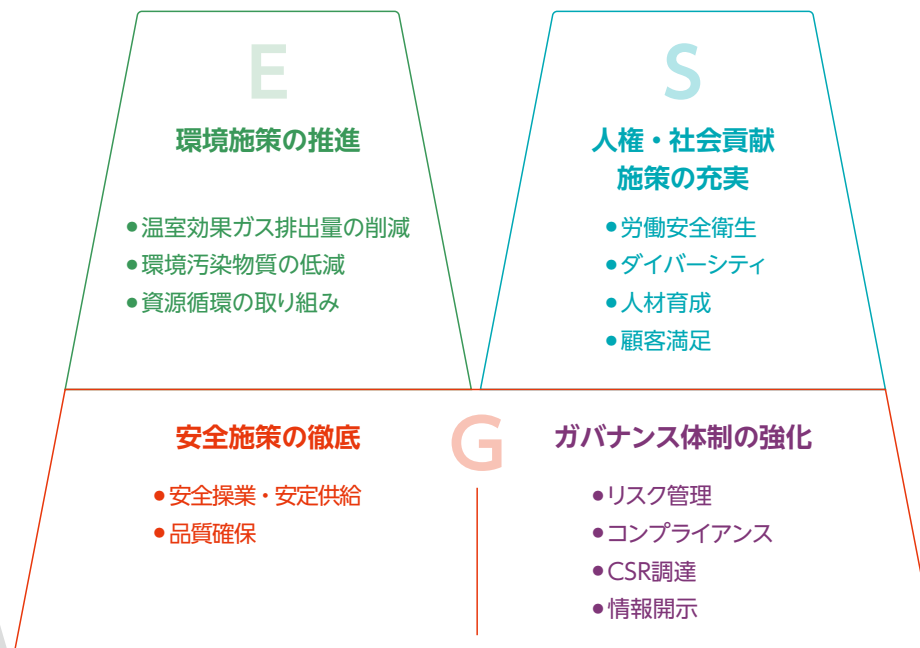 E
環境施策の推進
●温室効果ガス排出量の削減
●環境汚染物質の低減
●資源循環の取り組み
S
人権・社会貢献
施策の充実
●労働安全衛生
●ダイバーシティ
●人材育成
●顧客満足
G
安全施策の徹底
●安全操業・安定供給
●品質確保
ガバナンス体制の強化
●リスク管理
●コンプライアンス
●CSR調達
●情報開示